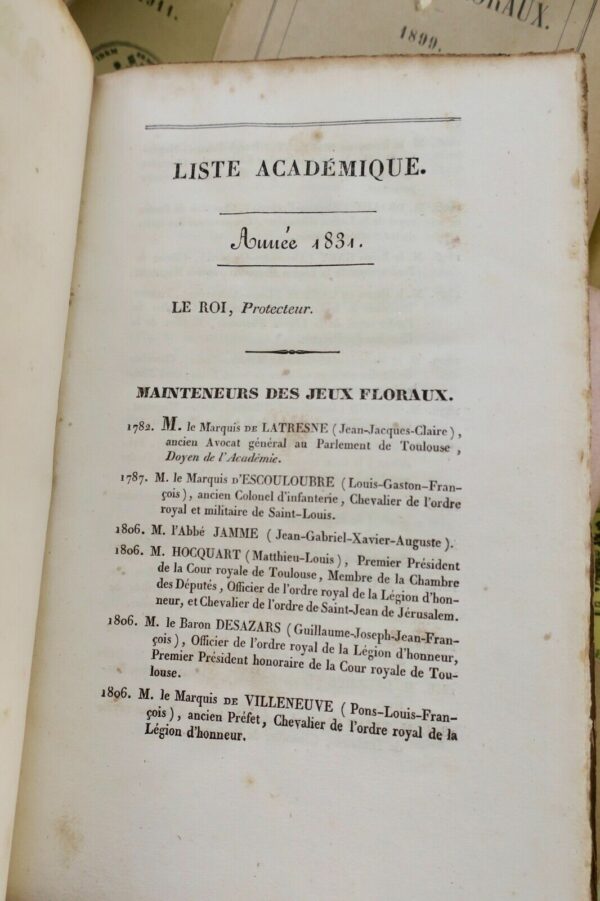 1911.
ORAUX.
1899.
LISTE ACADÉMIQUE.
Année 1831.
LE ROI, Protecteur.
MAINTENEURS DES JEUX FLORAUX.
1782. M. le Marquis DE LATRESNE (Jean-Jacques-Claire),
ancien Avocat général au Parlement de Toulouse,
Doyen de l'Académie.
1787. M. le Marquis D'ESCOULOUBRE (Louis-Gaston-Fran-
çois), ancien Colonel d'infanterie, Chevalier de l'ordre
royal et militaire de Saint-Louis.
1806. M. l'Abbé JAMME (Jean-Gabriel-Xavier-Auguste).
1806. M. HOCQUART (Matthieu-Louis), Premier Président
de la Cour royale de Toulouse, Membre de la Chambre
des Députés, Officier de l'ordre royal de la Légion d'hon-
neur, et Chevalier de l'ordre de Saint-Jean de Jérusalem.
1806. M. le Baron DESAZARS (Guillaume-Joseph-Jean-Fran-
çois), Officier de l'ordre royal de la Légion d'honneur,
Premier Président honoraire de la Cour royale de Tou-
louse.
1806. M. le Marquis DE VILLENEUVE (Pons-Louis-Fran-
çois), ancien Préfet, Chevalier de l'ordre royal de la
Légion d'honneur.